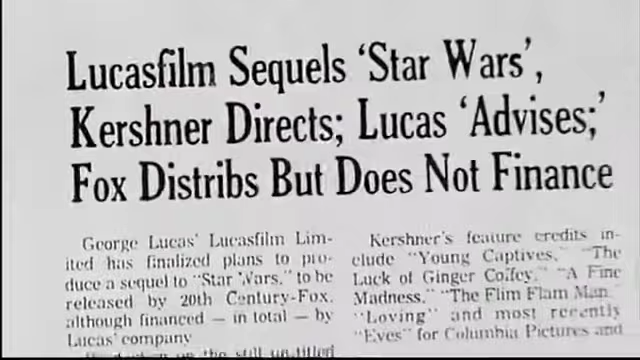 Lucasfilm Sequels ‘Star Wars’,
Kershner Directs; Lucas ‘Advises;’
Fox Distribs But Does Not Finance
George Lucas’ Lucasfilm Lim-
ited has finalized plans to pro-
duce a sequel to “Star Wars,” to be
released by 20th Century-Fox,
although financed — in total — by
Lucas’ company
the still untitled
Kershner’s feature credits in-
clude “Young Captives,” “The
Luck of Ginger Coffey,” “A Fine
Madness,” “The Flim Flam Man,”
“Loving” and most recently
“Eyes” for Columbia Pictures and